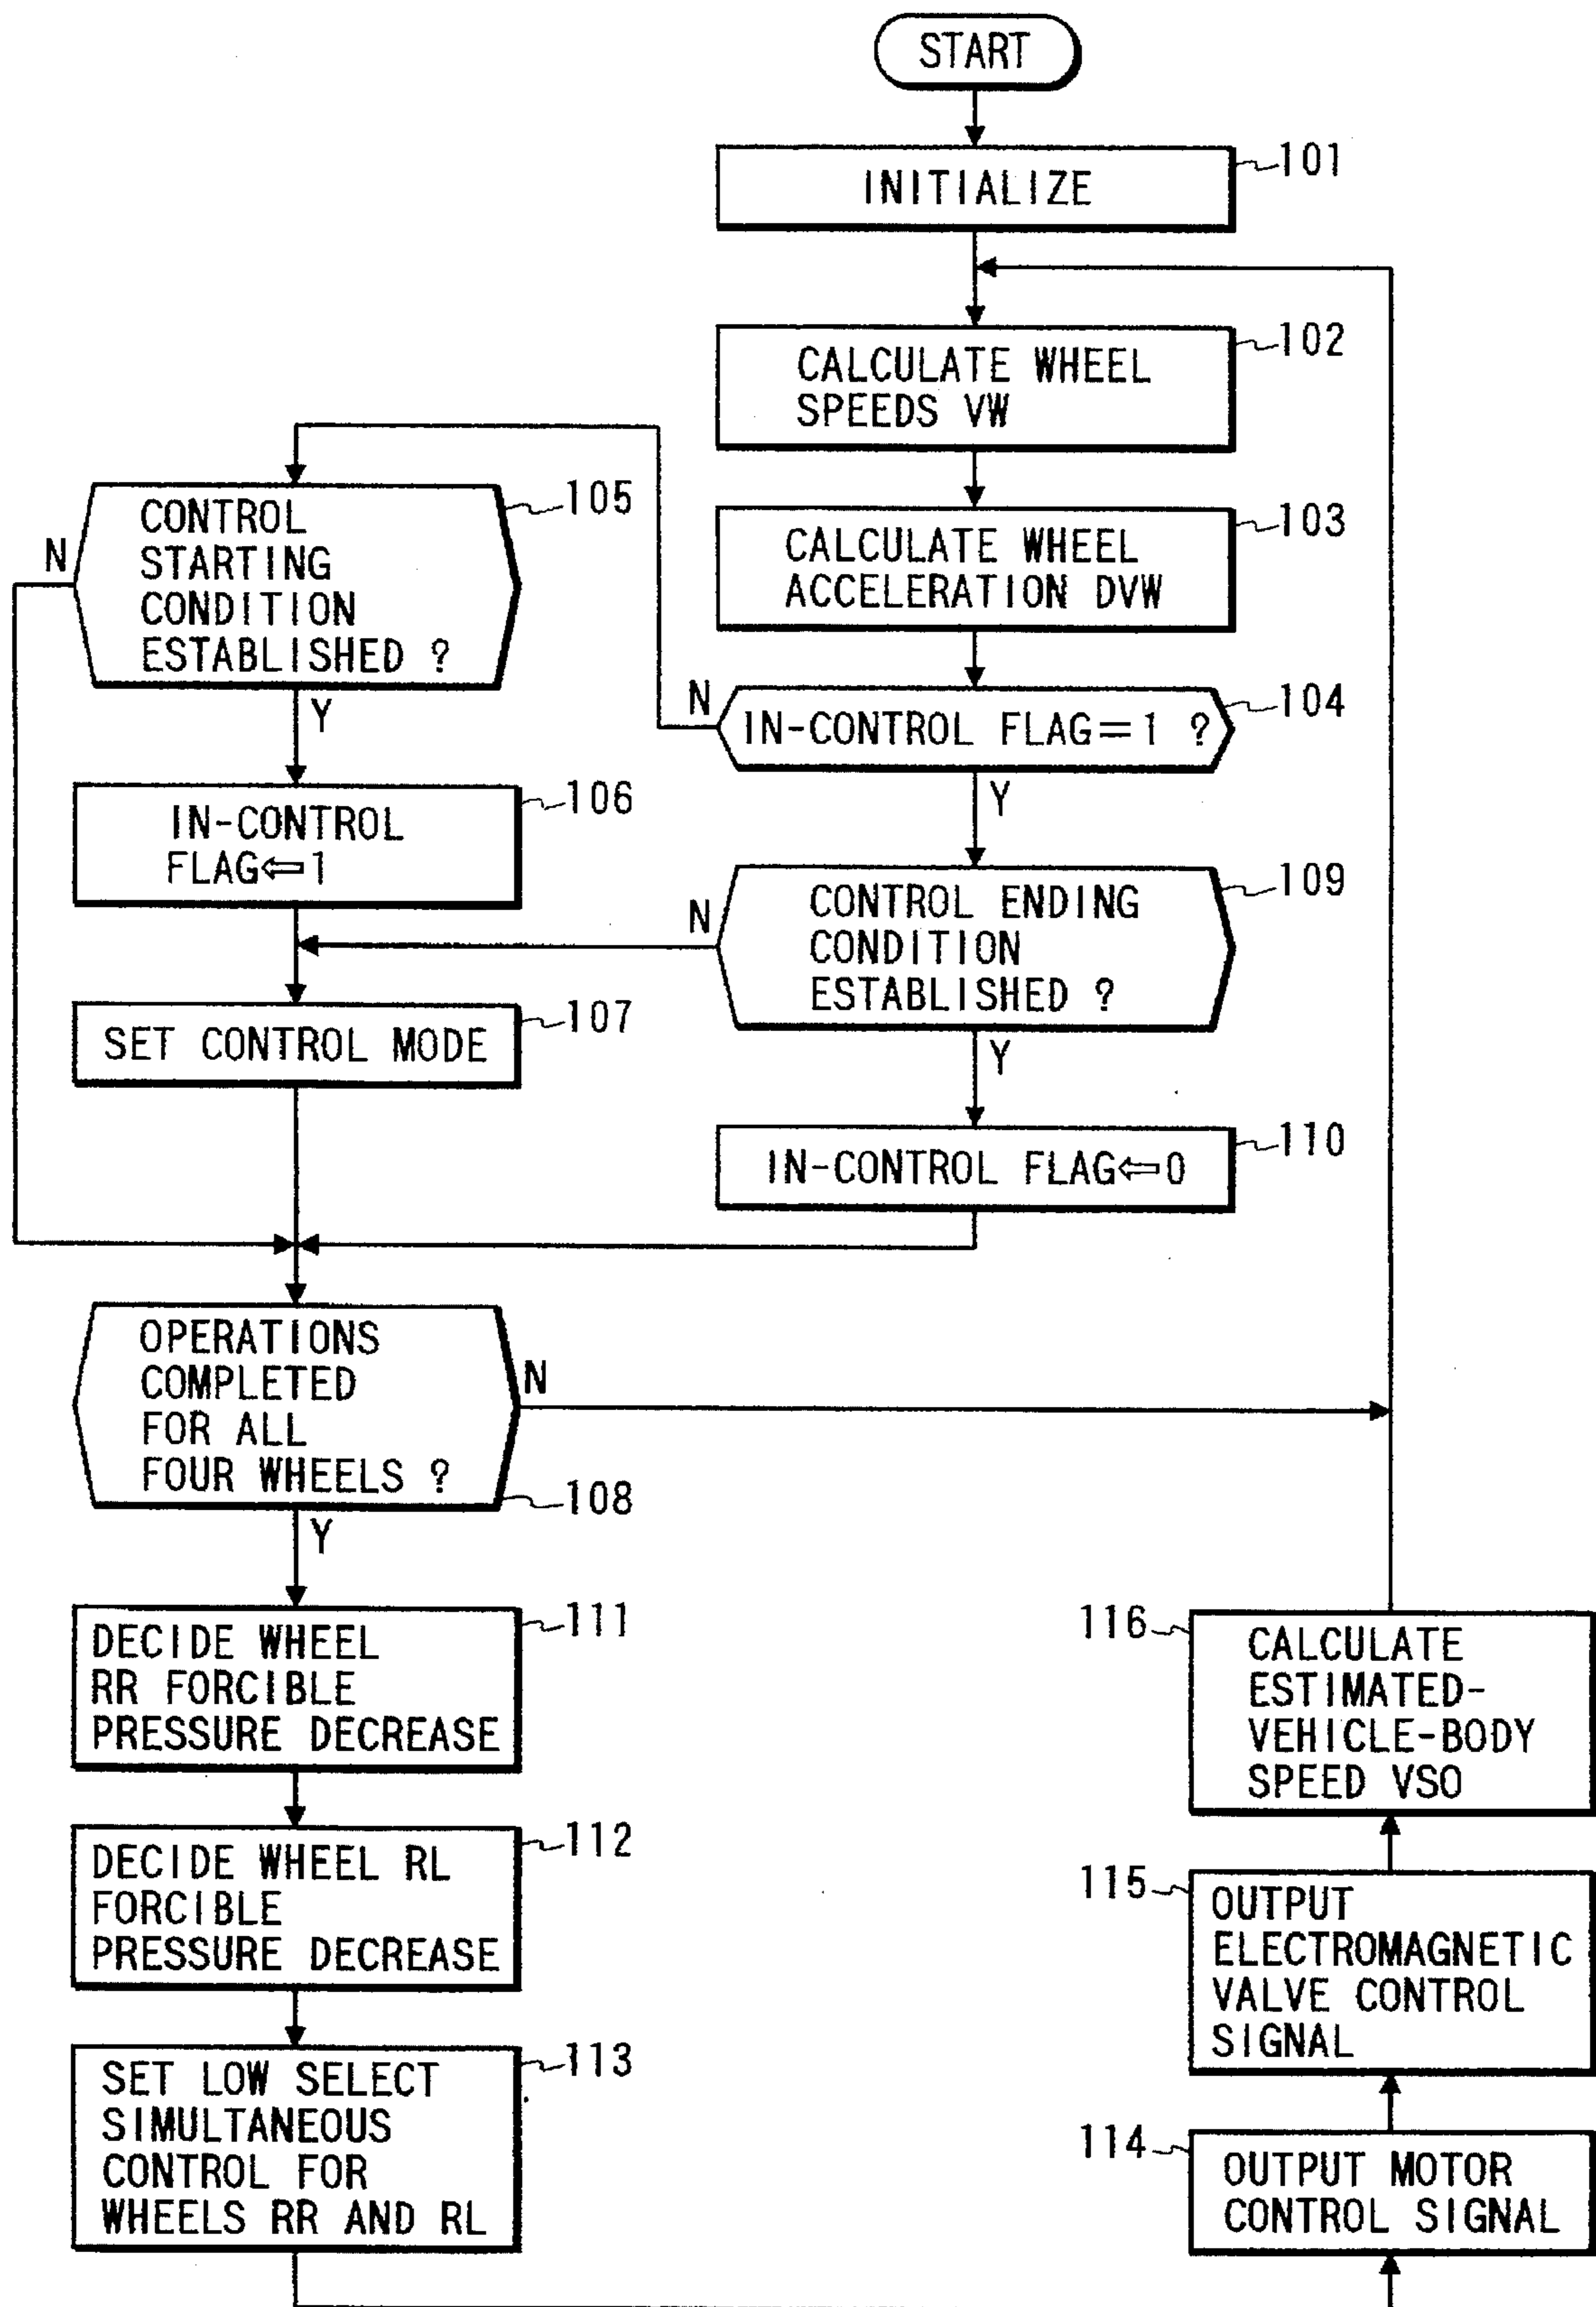 START
INITIALIZE
101
CALCULATE WHEEL
SPEEDS VW
102
CALCULATE WHEEL
ACCELERATION DVW
103
IN-CONTROL FLAG=1 ?
104
N
Y
CONTROL
STARTING
CONDITION
ESTABLISHED ?
105
N
Y
IN-CONTROL
FLAG⇐1
106
SET CONTROL MODE
107
CONTROL ENDING
CONDITION
ESTABLISHED ?
109
N
Y
IN-CONTROL FLAG⇐0
110
OPERATIONS
COMPLETED
FOR ALL
FOUR WHEELS ?
108
N
Y
DECIDE WHEEL
RR FORCIBLE
PRESSURE DECREASE
111
DECIDE WHEEL RL
FORCIBLE
PRESSURE DECREASE
112
SET LOW SELECT
SIMULTANEOUS
CONTROL FOR
WHEELS RR AND RL
113
114
OUTPUT MOTOR
CONTROL SIGNAL
115
OUTPUT
ELECTROMAGNETIC
VALVE CONTROL
SIGNAL
116
CALCULATE
ESTIMATED-
VEHICLE-BODY
SPEED VSO